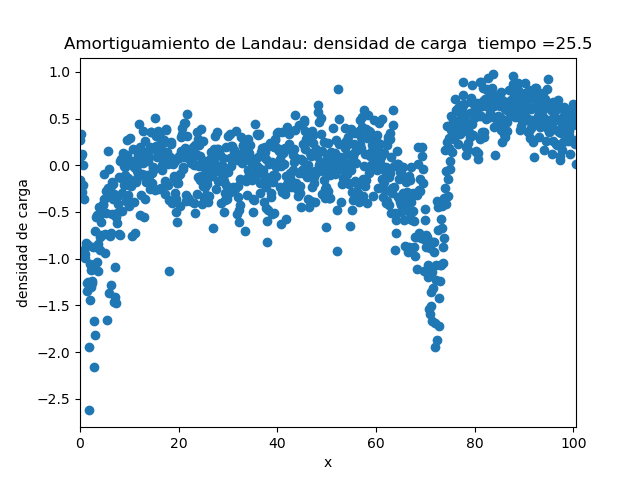 Amortiguamiento de Landau: densidad de carga  tiempo =25.5
1.0
0.5
0.0
−0.5
−1.0
−1.5
−2.0
−2.5
densidad de carga
0 20 40 60 80 100
x